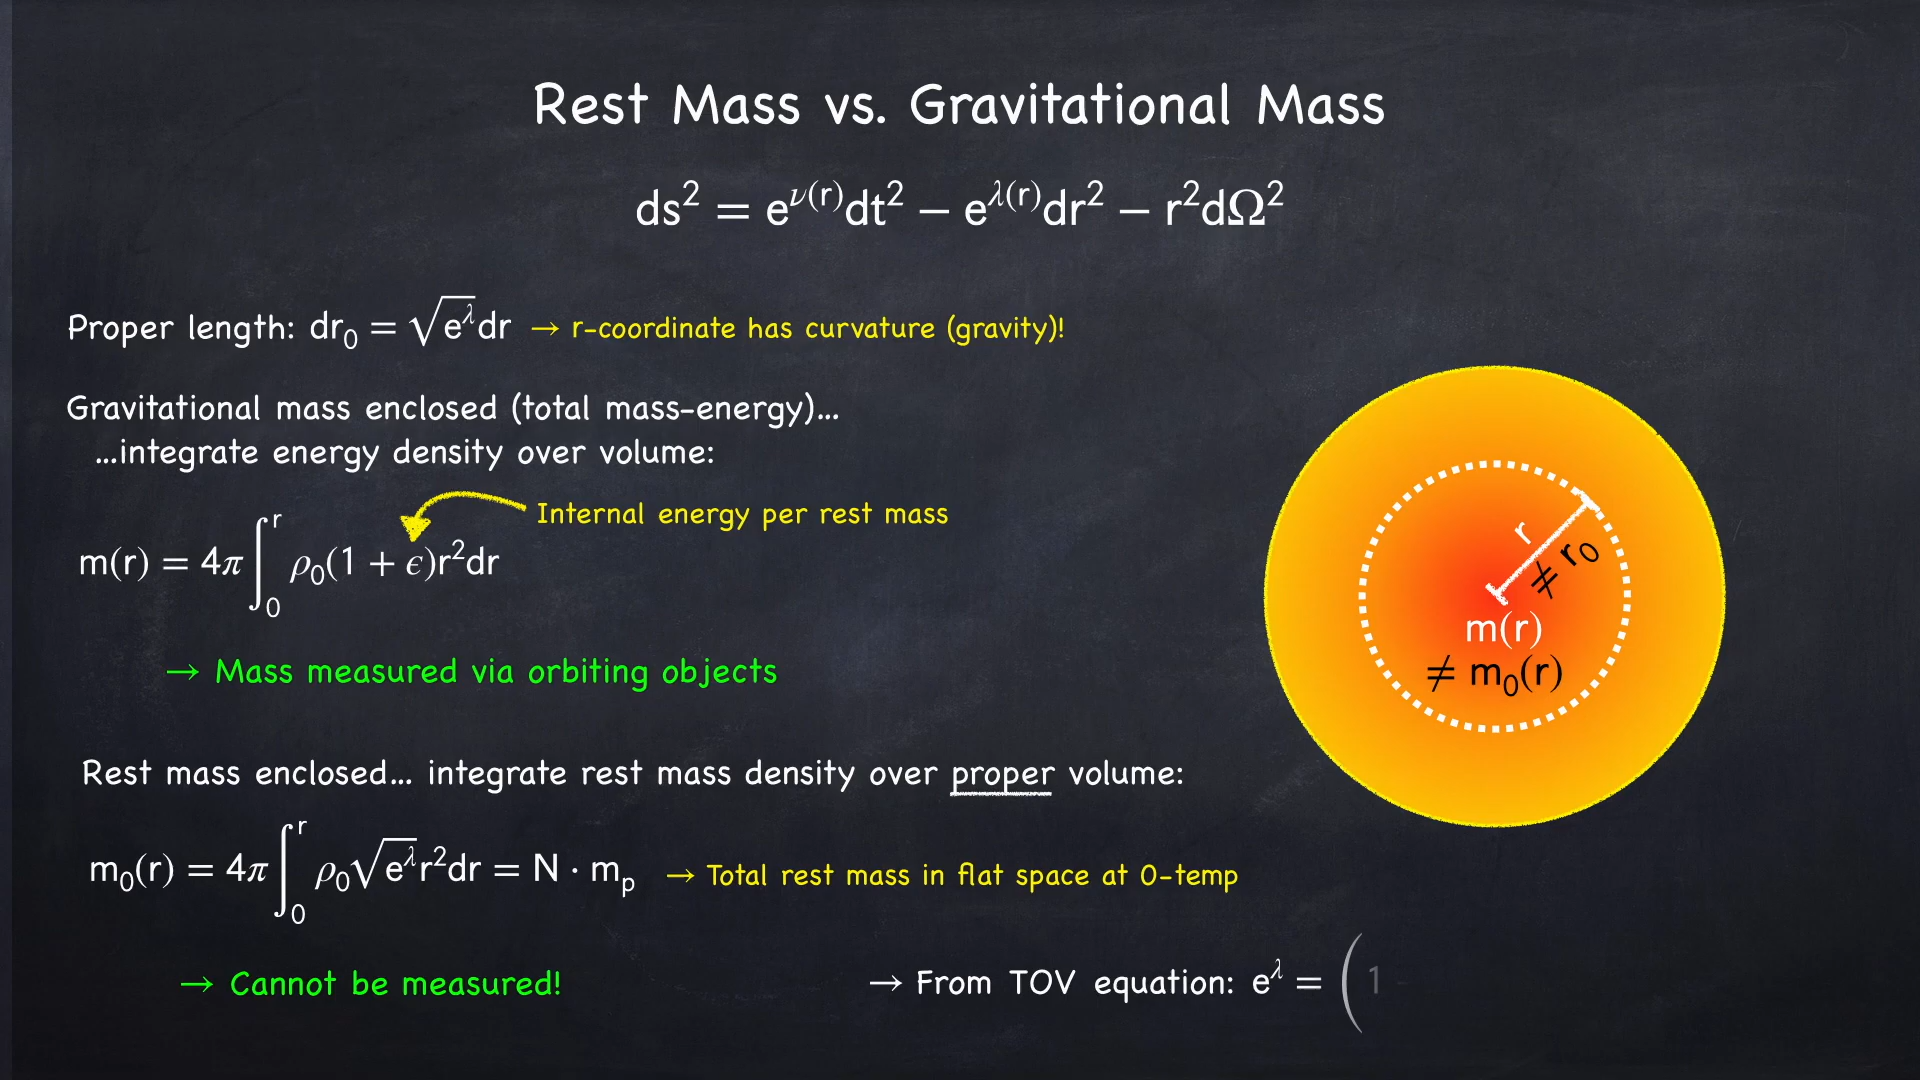 Rest Mass vs. Gravitational Mass
ds² = e^ν(r)dt² − e^λ(r)dr² − r²dΩ²
Proper length: dr₀ = √e^λ dr → r-coordinate has curvature (gravity)!
Gravitational mass enclosed (total mass-energy)...
...integrate energy density over volume:
Internal energy per rest mass
m(r) = 4π∫₀^r ρ₀(1 + ϵ)r²dr
→ Mass measured via orbiting objects
r
≠ r₀
m(r)
≠ m₀(r)
Rest mass enclosed... integrate rest mass density over proper volume:
m₀(r) = 4π∫₀^r ρ₀√e^λ r²dr = N · mₚ → Total rest mass in flat space at 0-temp
→ Cannot be measured!
→ From TOV equation: e^λ = (1 -